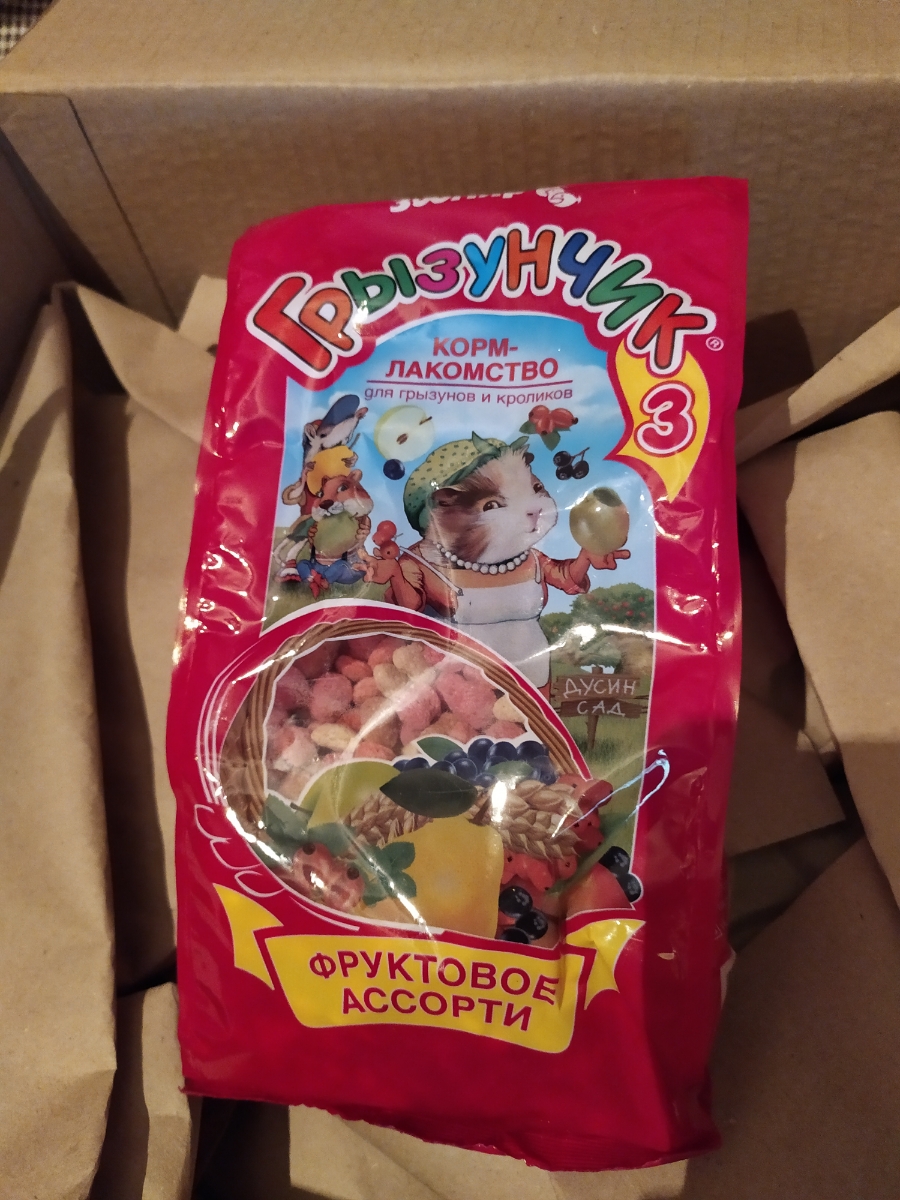 Грызунчик
®
3
КОРМ-
ЛАКОМСТВО
для грызунов и кроликов
ДУСИН
САД
ФРУКТОВОЕ
АССОРТИ